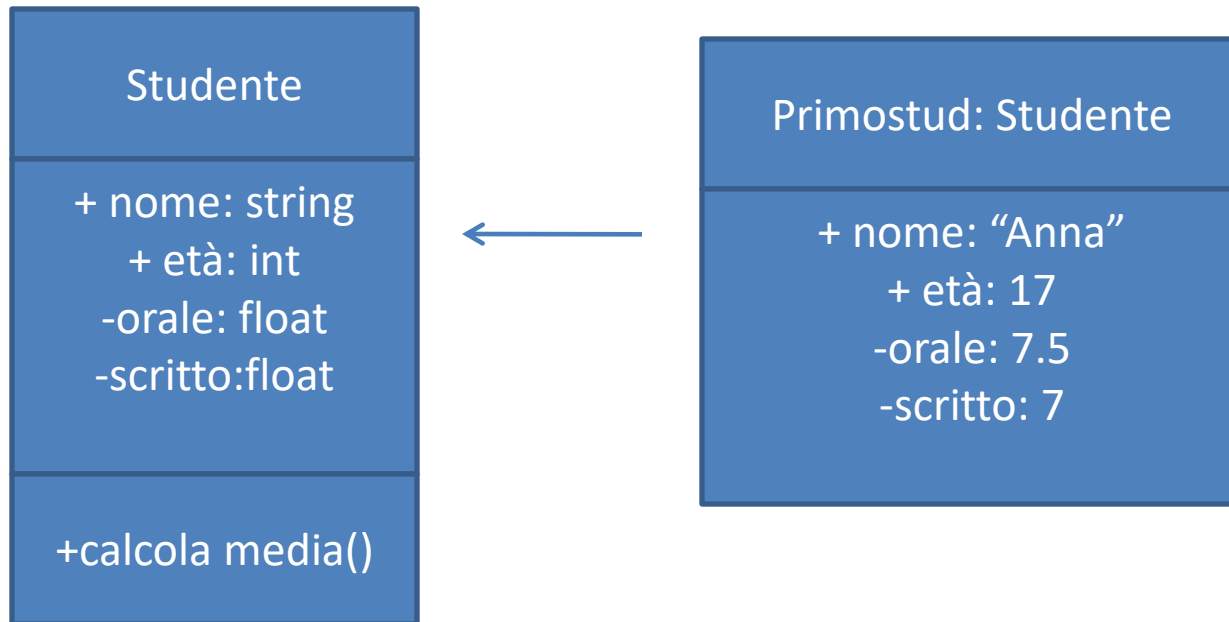 Studente
+ nome: string
+ età: int
-orale: float
-scritto:float
+calcola media()
Primostud: Studente
+ nome: “Anna”
+ età: 17
-orale: 7.5
-scritto: 7